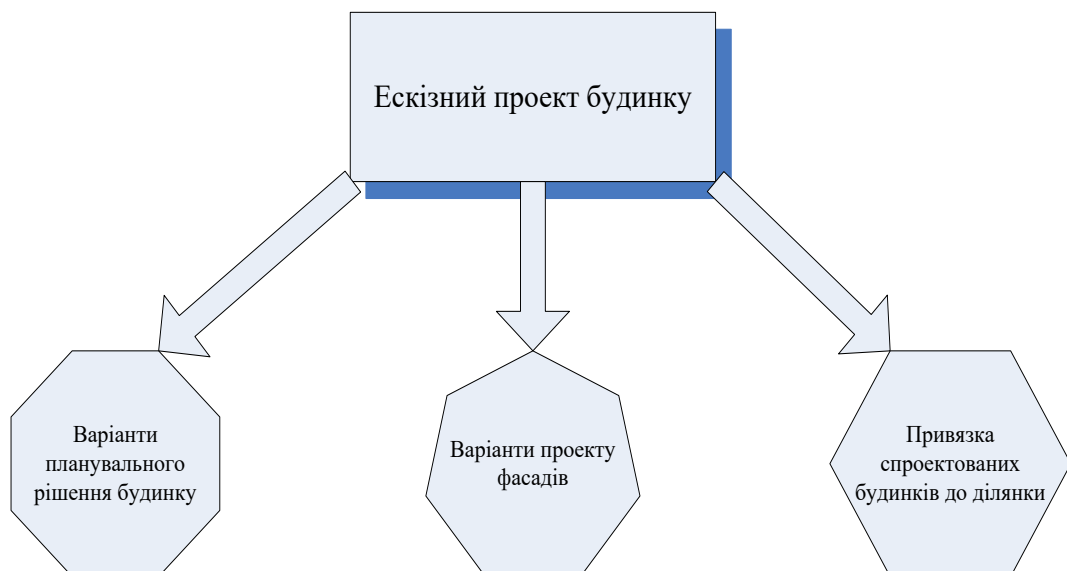 Ескізний проект будинку
Варіанти
планувального
рішення будинку
Варіанти проекту
фасадів
Привязка
спроектованих
будинків до ділянки